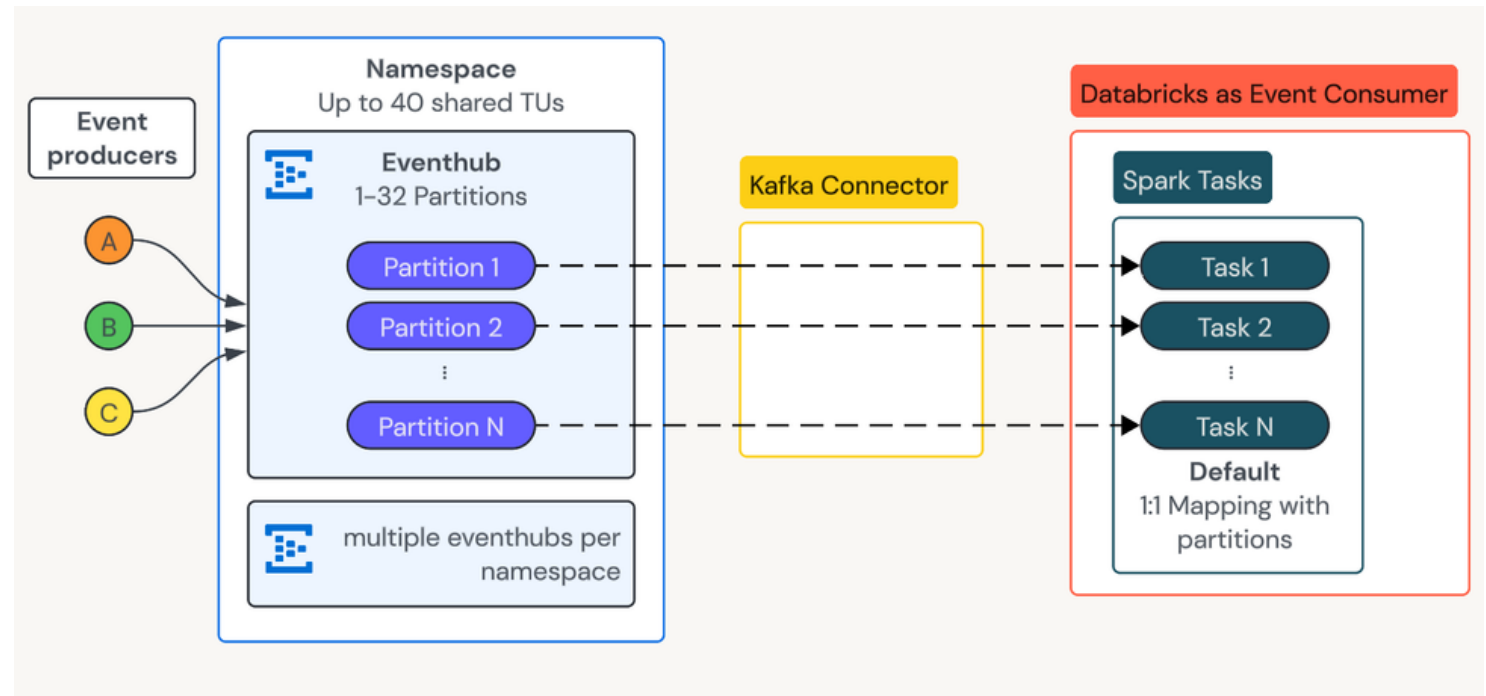 Event
producers
A
B
C
Namespace
Up to 40 shared TUs
Eventhub
1-32 Partitions
Partition 1
Partition 2
⋮
Partition N
multiple eventhubs per
namespace
Kafka Connector
Databricks as Event Consumer
Spark Tasks
Task 1
Task 2
⋮
Task N
Default
1:1 Mapping with
partitions